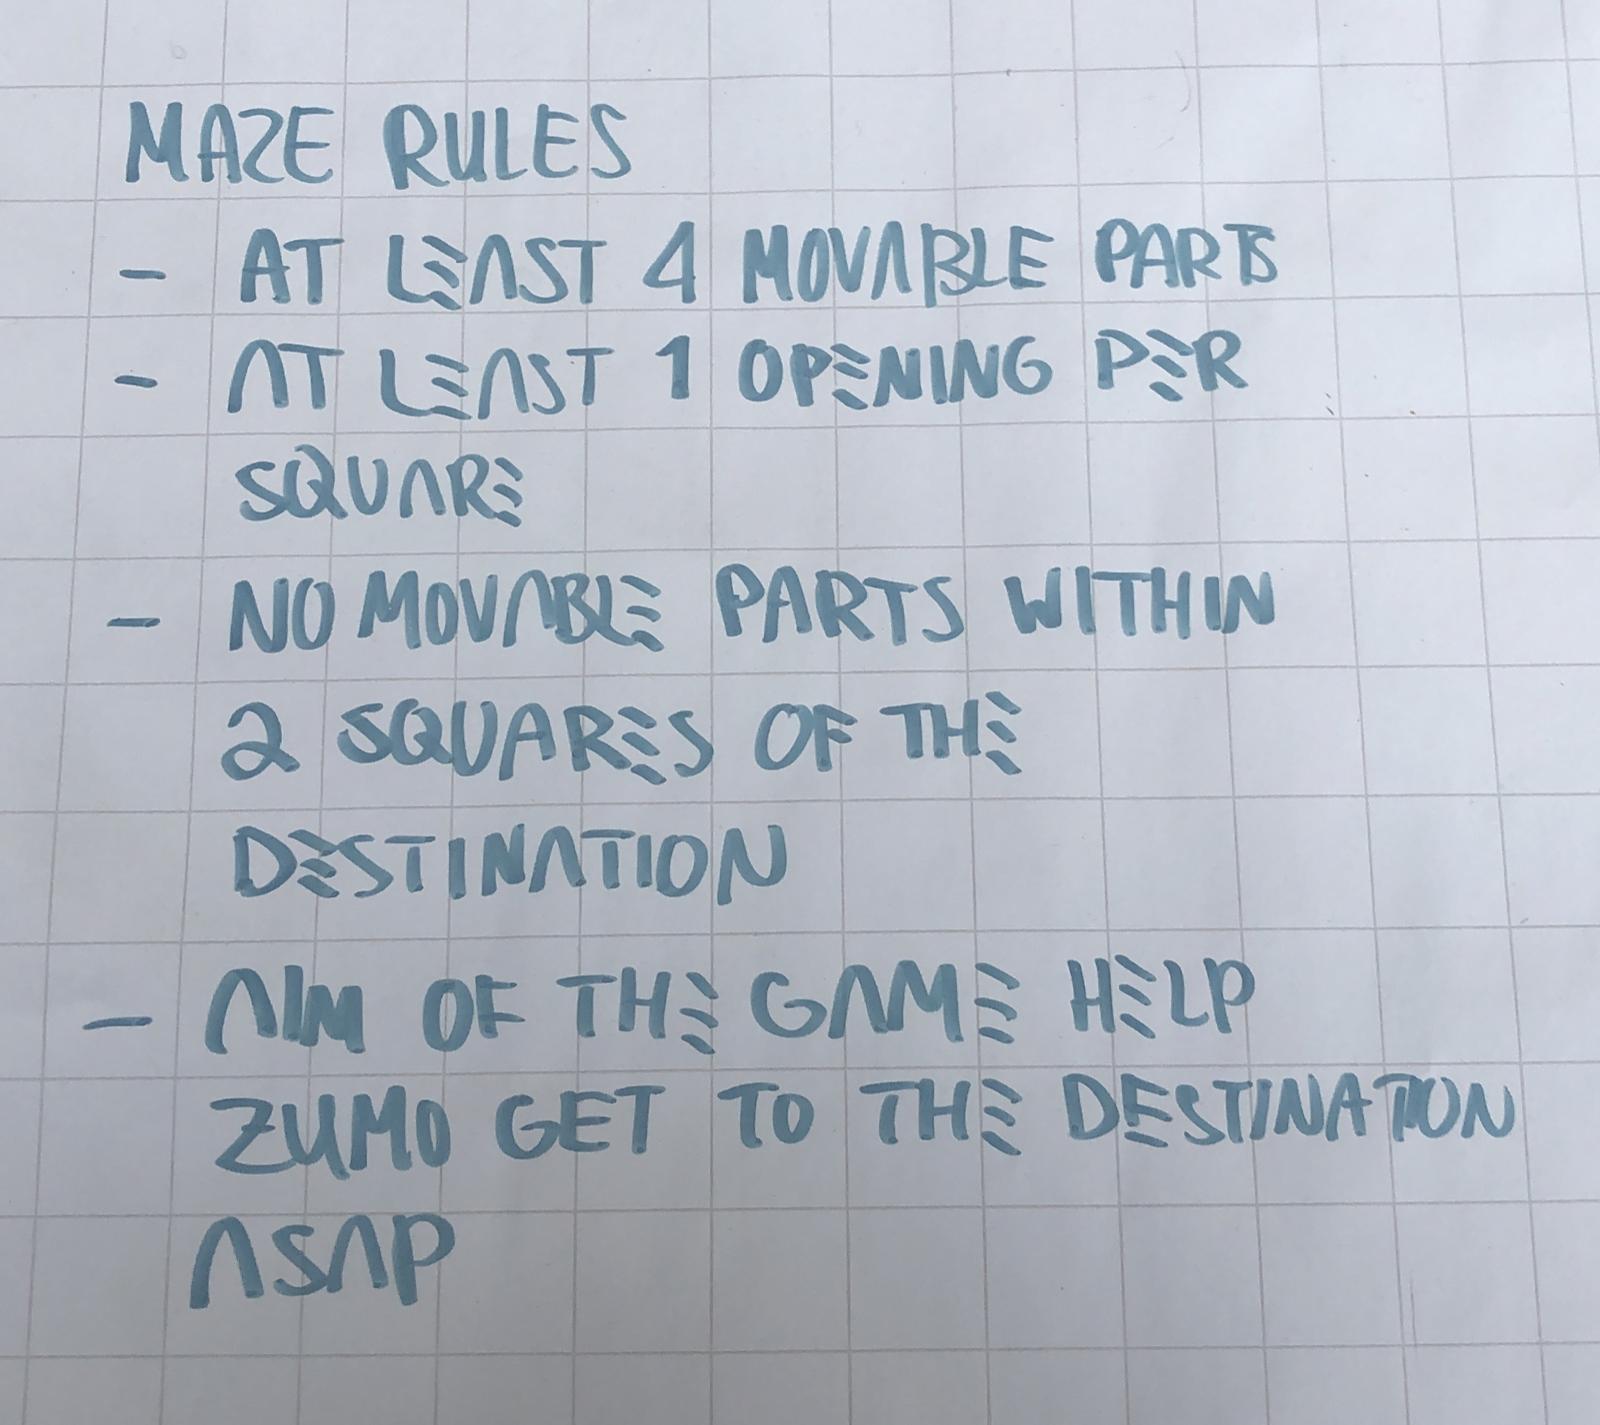 MAZE RULES
- AT LEAST 4 MOVABLE PARTS
- AT LEAST 1 OPENING PER
SQUARE
- NO MOVABLE PARTS WITHIN
2 SQUARES OF THE
DESTINATION
- AIM OF THE GAME HELP
ZUMO GET TO THE DESTINATION
ASAP